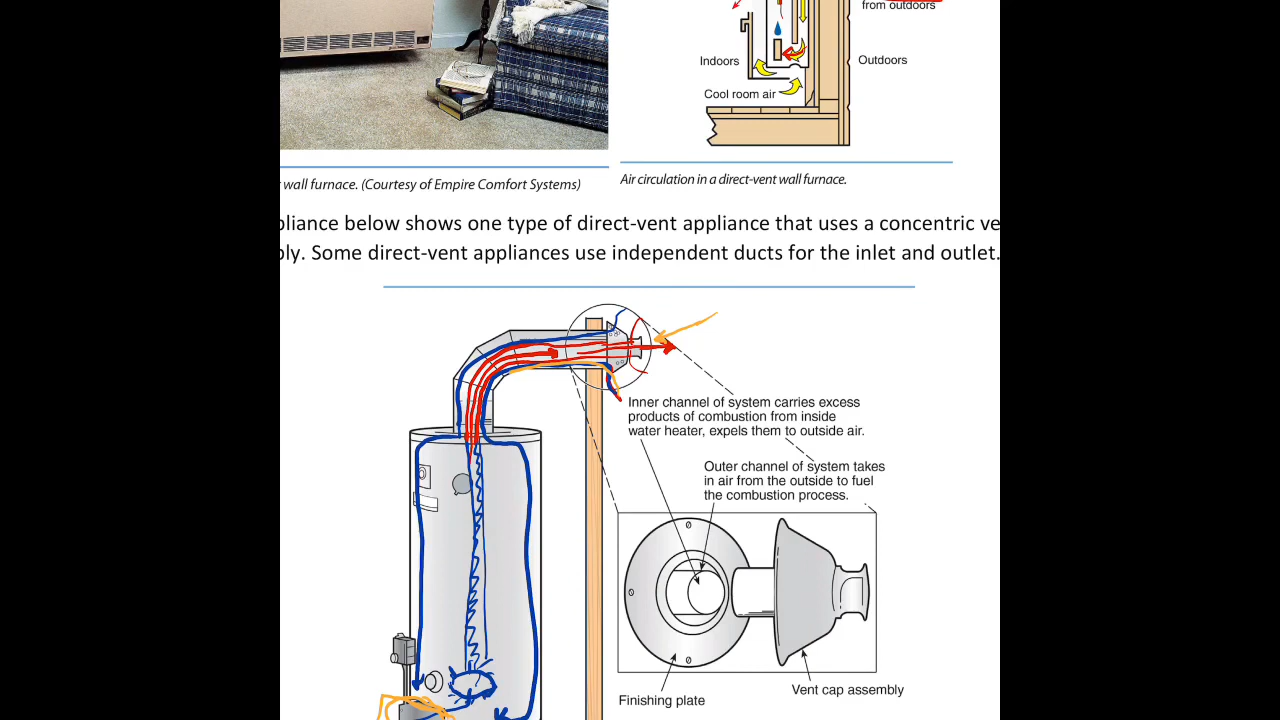 from outdoors
Indoors
Outdoors
Cool room air
wall furnace. (Courtesy of Empire Comfort Systems)
Air circulation in a direct-vent wall furnace.
pliance below shows one type of direct-vent appliance that uses a concentric ve
bly. Some direct-vent appliances use independent ducts for the inlet and outlet.
Inner channel of system carries excess
products of combustion from inside
water heater, expels them to outside air.
Outer channel of system takes
in air from the outside to fuel
the combustion process.
Finishing plate
Vent cap assembly